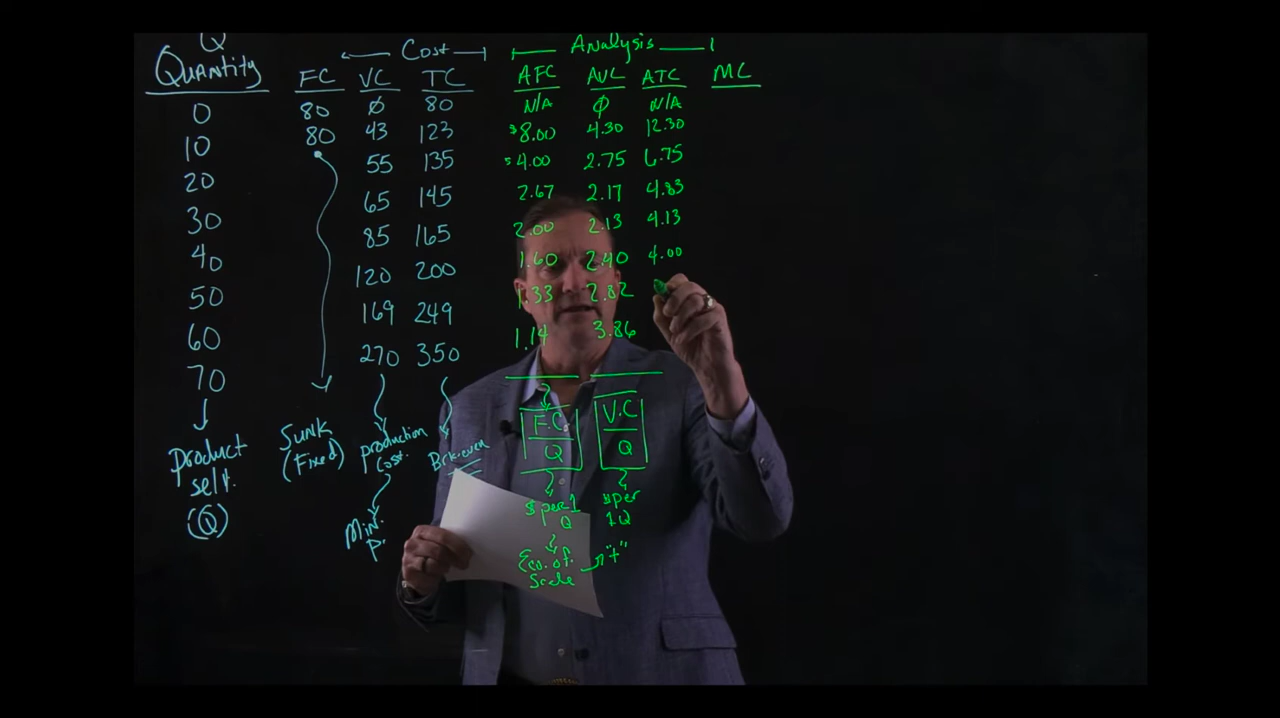 Q
Cost Analysis
QUANTITY FC VC TC AFC AVC ATC MC
0 80 ϕ 80 N/A ϕ N/A
10 80 43 123 $8.00 4.30 12.30
20 55 135 $4.00 2.75 6.75
30 65 145 2.67 2.17 4.83
40 85 165 2.00 2.13 4.13
50 120 200 1.60 2.40 4.00
60 169 249 1.33 2.82
70 270 350 1.14 3.86
Product
selt.
(Q)
SUNK
(Fixed)
production
Cost.
Min.
P.
Brk-even
F.C
Q
V.C
Q
$ per 1
Q
$per
1Q
Eco. of.
Scale
"+"